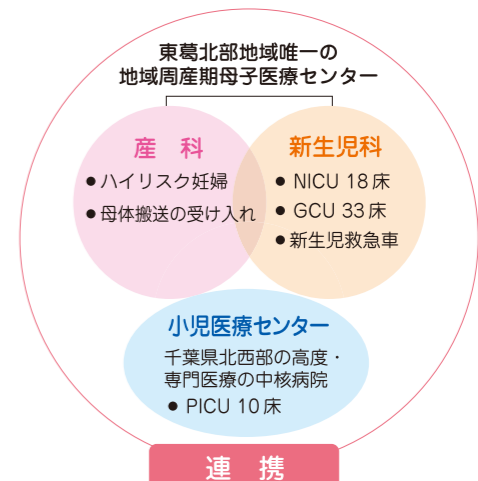 東葛北部地域唯一の
地域周産期母子医療センター
産　科
● ハイリスク妊婦
● 母体搬送の受け入れ
新生児科
● NICU 18床
● GCU 33床
● 新生児救急車
小児医療センター
千葉県北西部の高度・
専門医療の中核病院
● PICU 10床
連　携